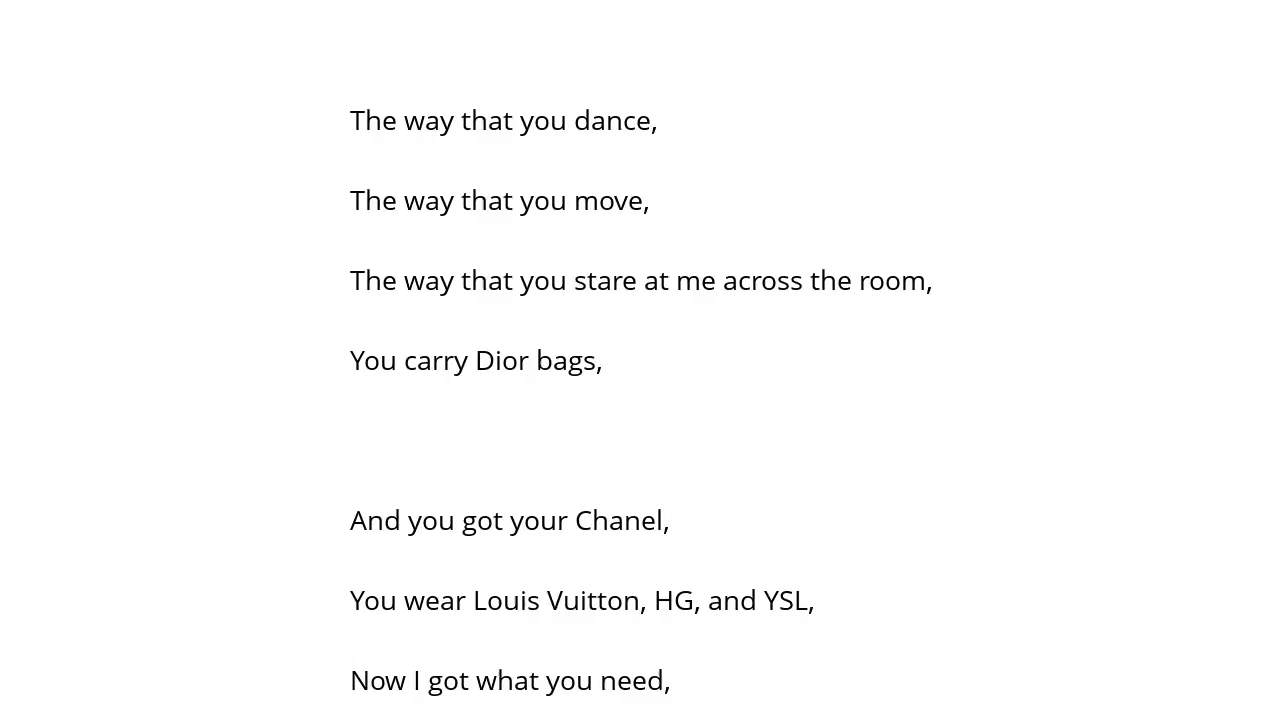 The way that you dance,
The way that you move,
The way that you stare at me across the room,
You carry Dior bags,
And you got your Chanel,
You wear Louis Vuitton, HG, and YSL,
Now I got what you need,